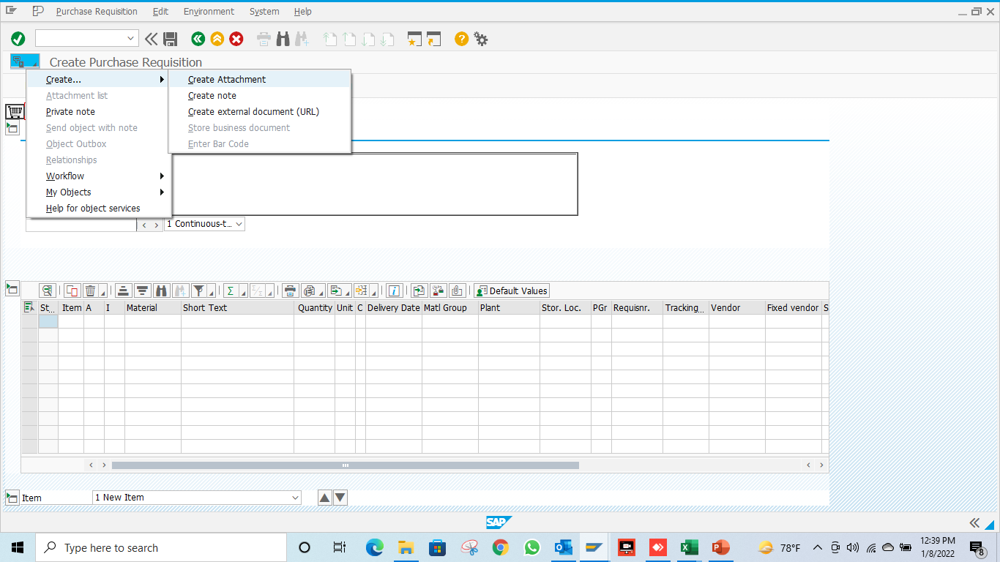 Purchase Requisition Edit Environment System Help
Create Purchase Requisition
Create...
Attachment list
Private note
Send object with note
Object Outbox
Relationships
Workflow
My Objects
Help for object services
Create Attachment
Create note
Create external document (URL)
Store business document
Enter Bar Code
1 Continuous-t...
Default Values
St... Item A I Material Short Text Quantity Unit C Delivery Date Matl Group Plant Stor. Loc. PGr Requisnr. Tracking... Vendor Fixed vendor S
Item 1 New Item
SAP
Type here to search
78°F
12:39 PM
1/8/2022
8